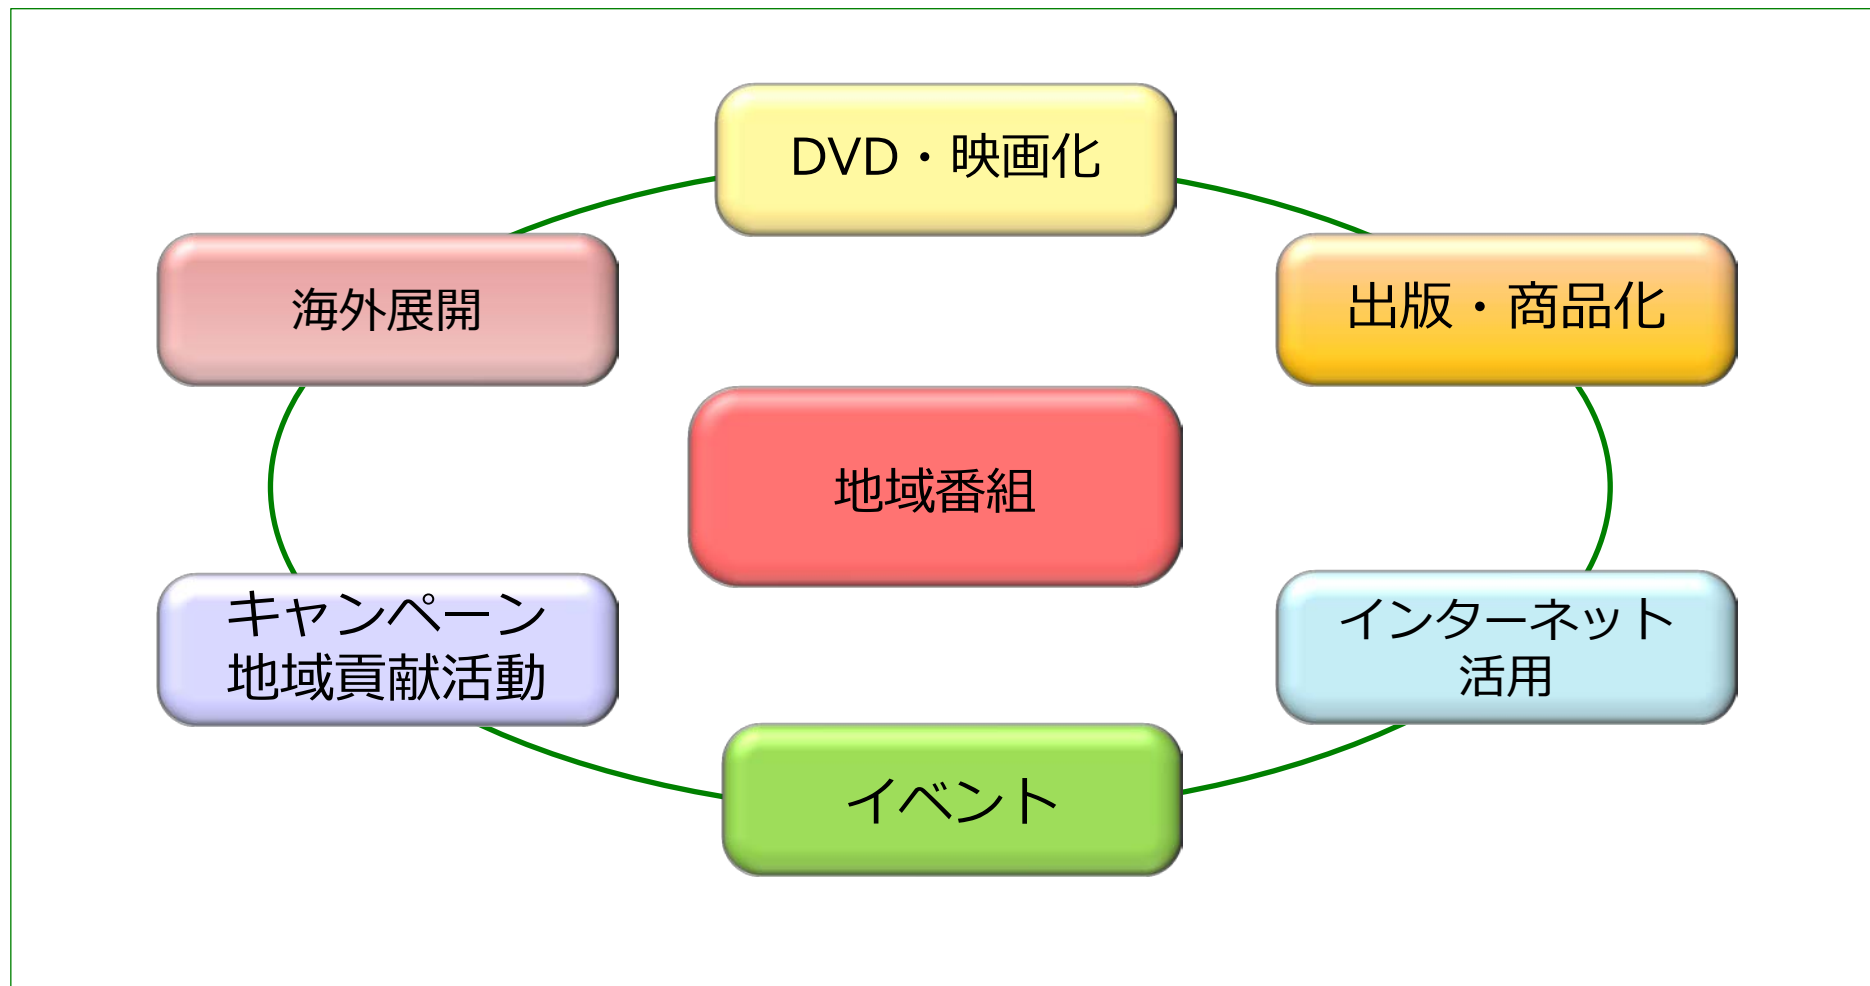 DVD・映画化
海外展開
出版・商品化
地域番組
キャンペーン
地域貢献活動
インターネット
活用
イベント